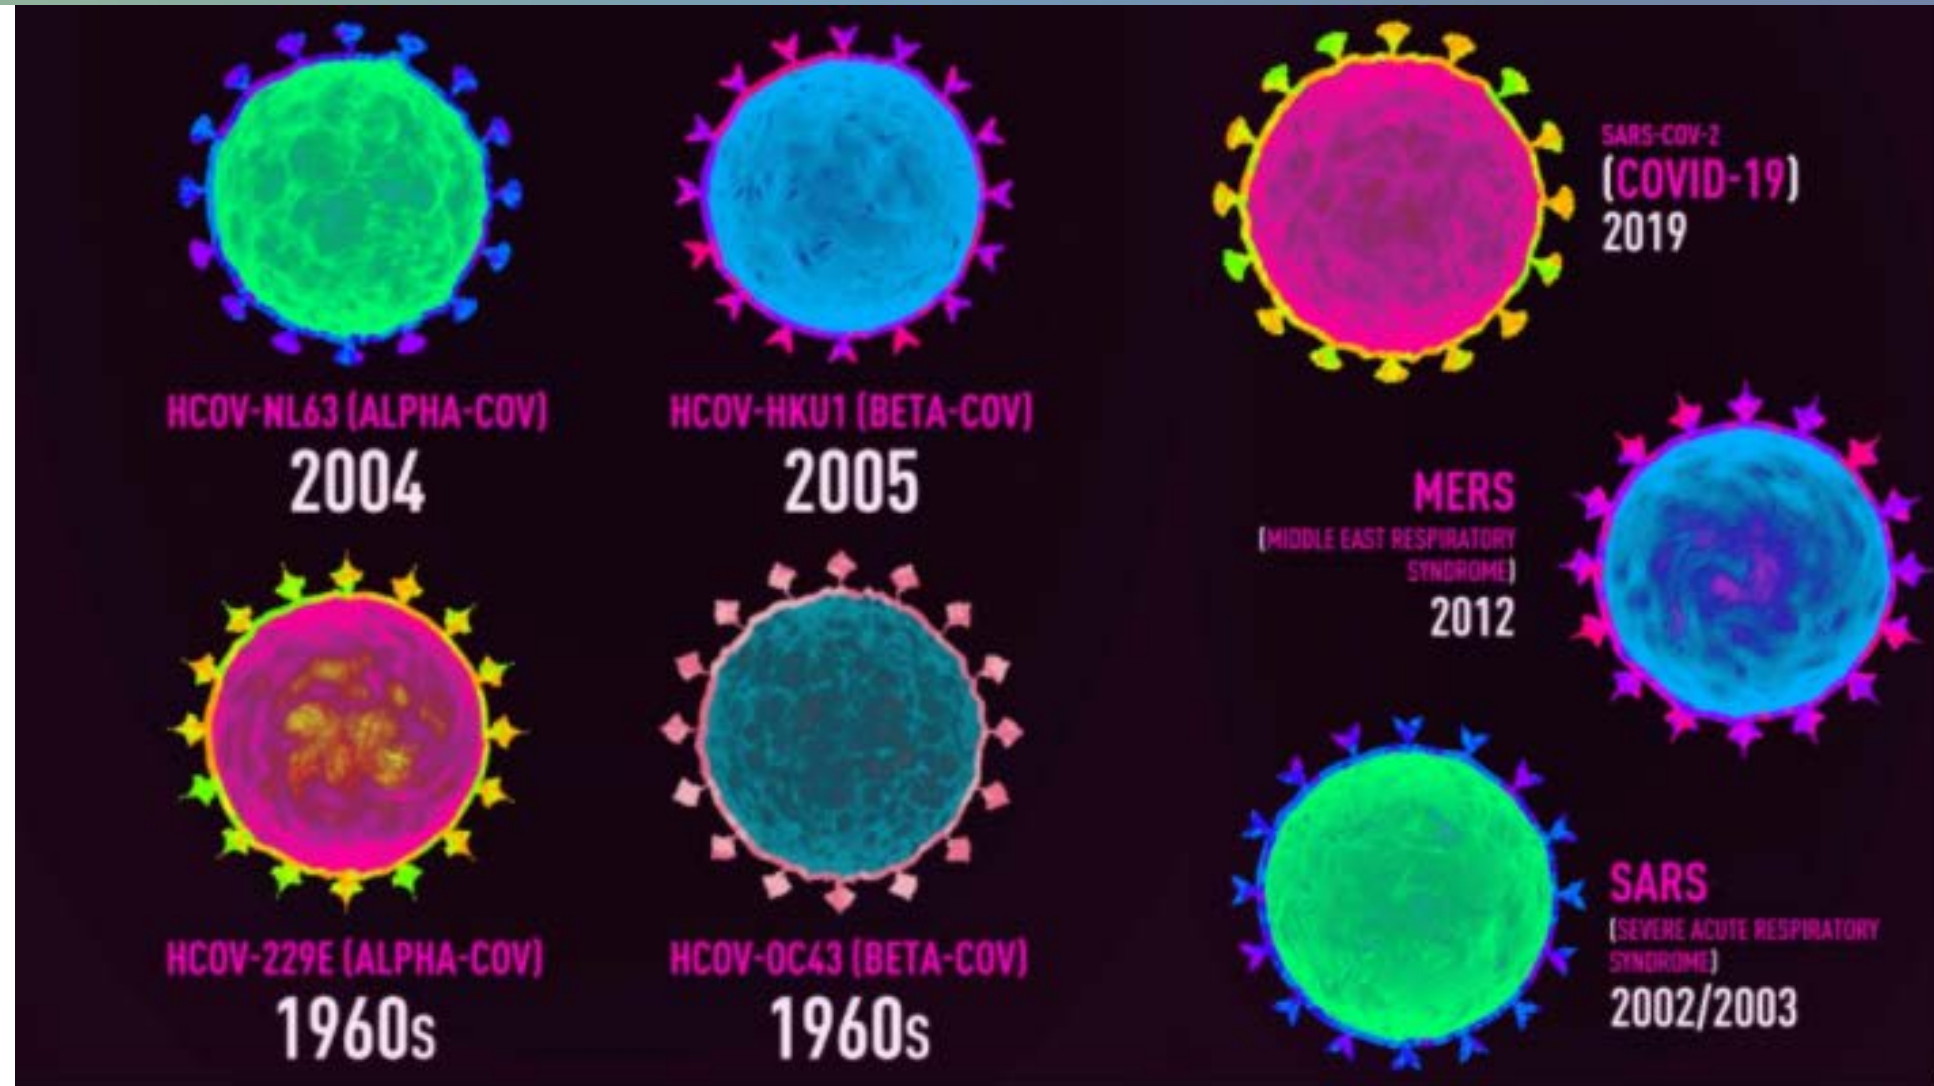 HCOV-NL63 (ALPHA-COV)
2004
HCOV-HKU1 (BETA-COV)
2005
HCOV-229E (ALPHA-COV)
1960s
HCOV-OC43 (BETA-COV)
1960s
SARS-COV-2
(COVID-19)
2019
MERS
(MIDDLE EAST RESPIRATORY
SYNDROME)
2012
SARS
(SEVERE ACUTE RESPIRATORY
SYNDROME)
2002/2003